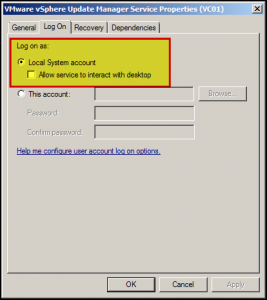 VMware vSphere Update Manager Service Properties (VC01)
General Log On Recovery Dependencies
Log on as:
Local System account
Allow service to interact with desktop
This account:
Browse...
Password:
Confirm password:
Help me configure user account log on options.
OK Cancel Apply